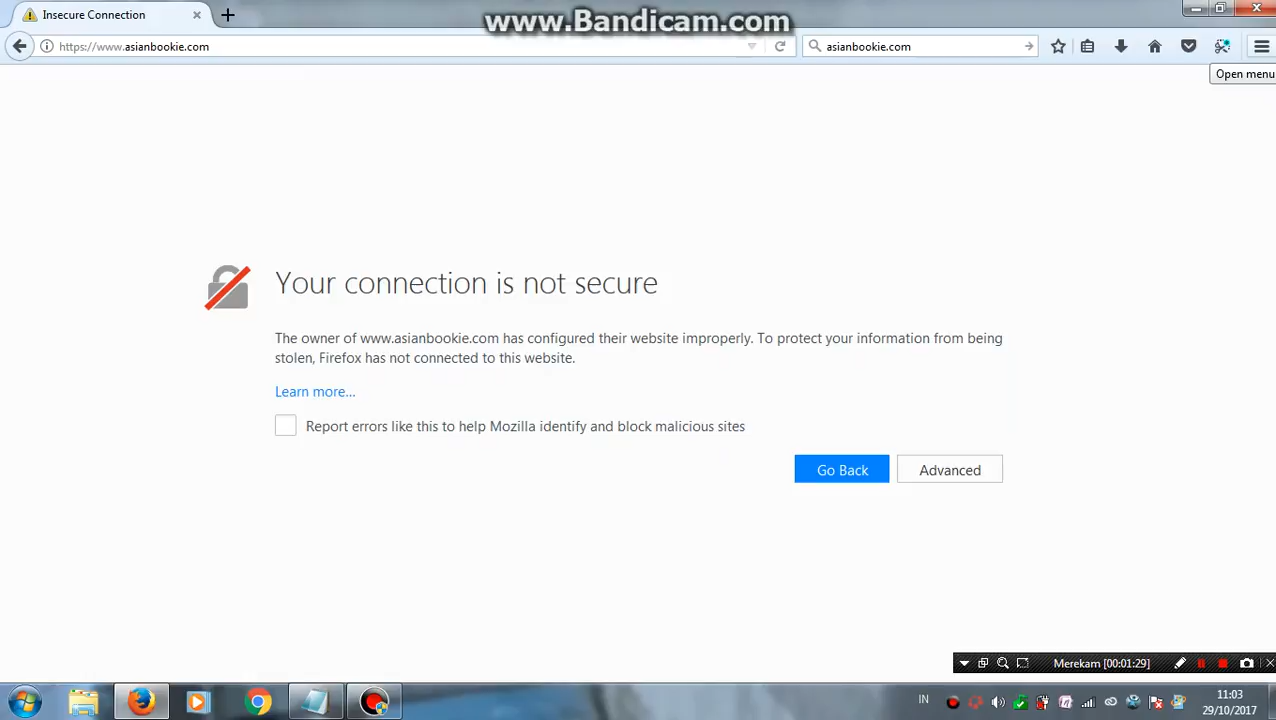 Insecure Connection
www.Bandicam.com
https://www.asianbookie.com
asianbookie.com
Open menu
Your connection is not secure
The owner of www.asianbookie.com has configured their website improperly. To protect your information from being
stolen, Firefox has not connected to this website.
Learn more...
Report errors like this to help Mozilla identify and block malicious sites
Go Back
Advanced
Merekam [00:01:29]
IN
11:03
29/10/2017